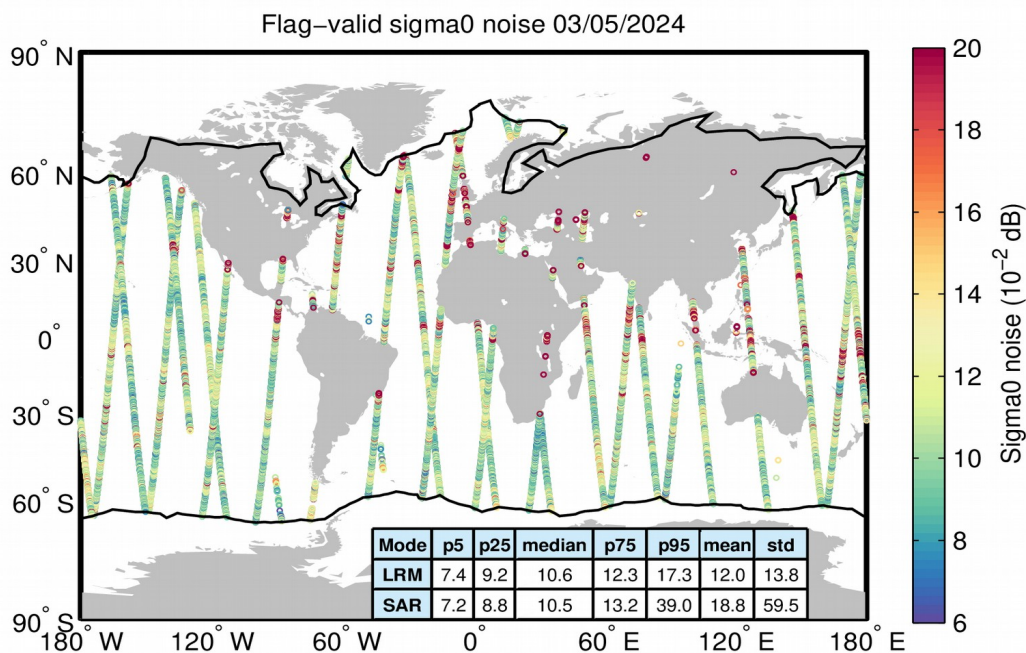 Flag−valid sigma0 noise 03/05/2024
90° N
60° N
30° N
0°
30° S
60° S
90° S
180° W
120° W
60° W
0°
60° E
120° E
180° E
Mode p5 p25 median p75 p95 mean std
LRM 7.4 9.2 10.6 12.3 17.3 12.0 13.8
SAR 7.2 8.8 10.5 13.2 39.0 18.8 59.5
20
18
16
14
12
10
8
6
Sigma0 noise (10⁻² dB)